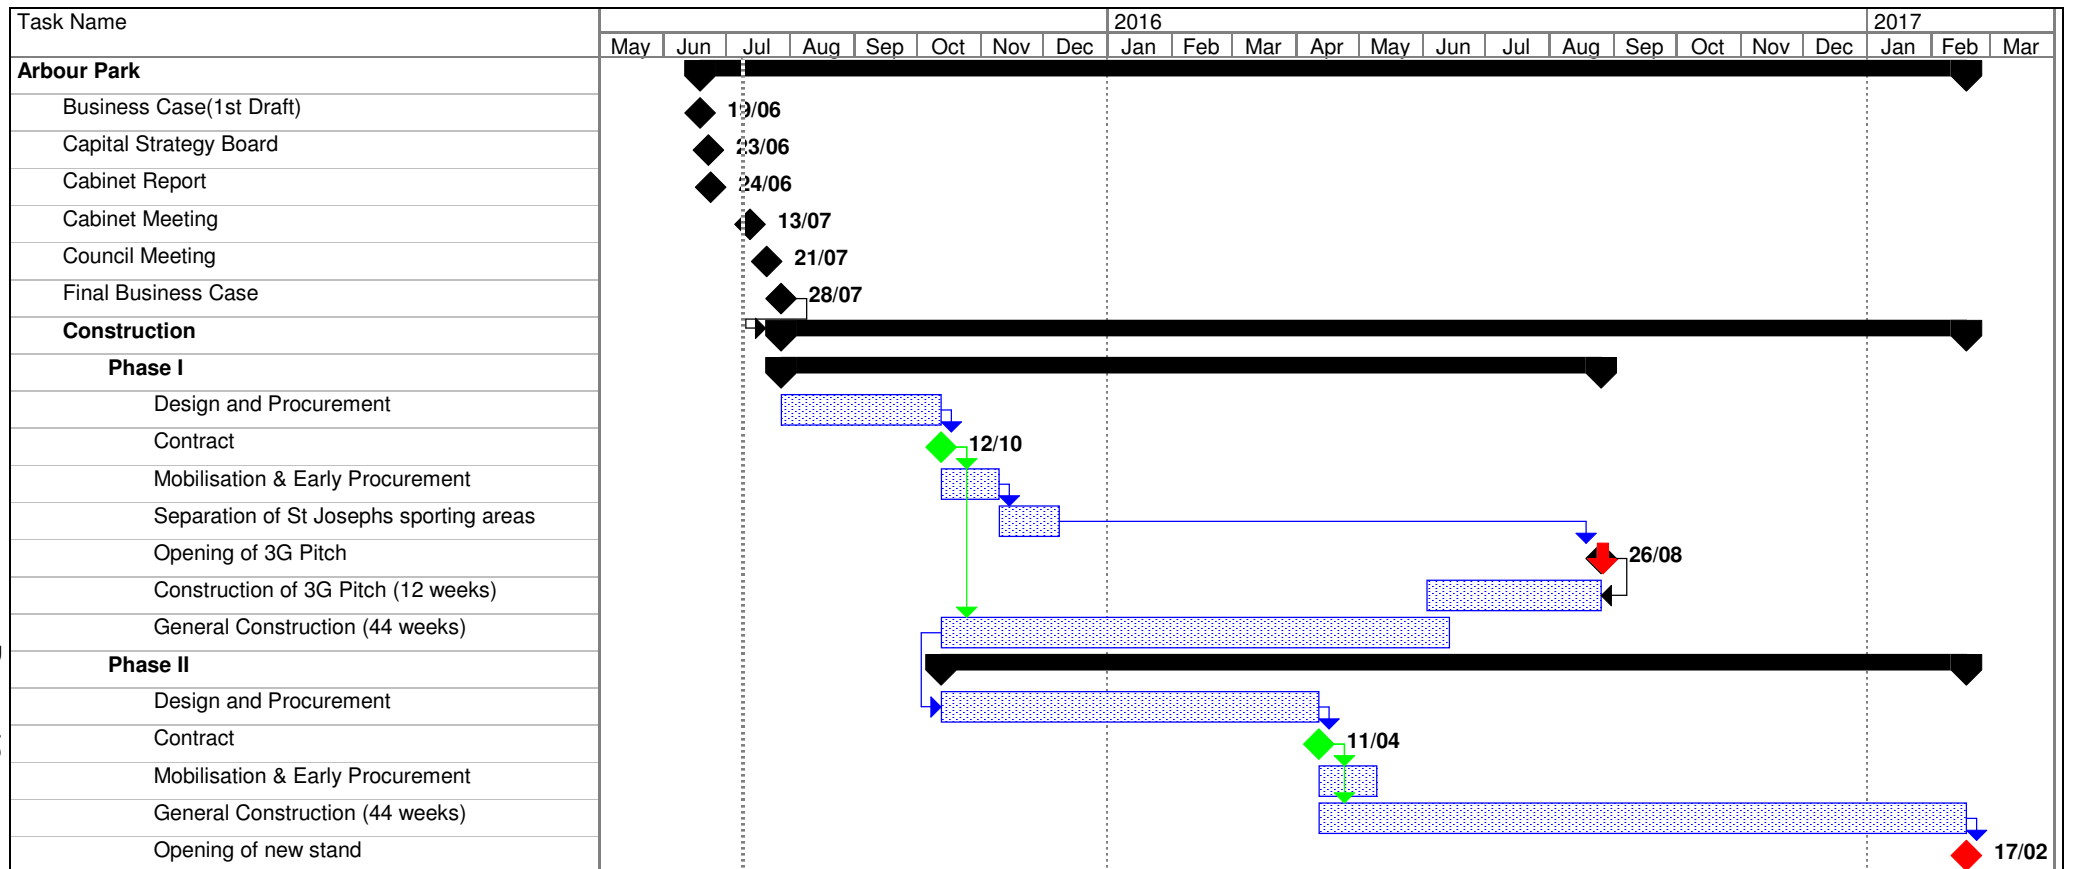 Task Name
2016 2017
May Jun Jul Aug Sep Oct Nov Dec Jan Feb Mar Apr May Jun Jul Aug Sep Oct Nov Dec Jan Feb Mar
Arbour Park
Business Case(1st Draft) 19/06
Capital Strategy Board 23/06
Cabinet Report 24/06
Cabinet Meeting 13/07
Council Meeting 21/07
Final Business Case 28/07
Construction
Phase I
Design and Procurement
Contract 12/10
Mobilisation & Early Procurement
Separation of St Josephs sporting areas
Opening of 3G Pitch 26/08
Construction of 3G Pitch (12 weeks)
General Construction (44 weeks)
Phase II
Design and Procurement
Contract 11/04
Mobilisation & Early Procurement
General Construction (44 weeks)
Opening of new stand 17/02